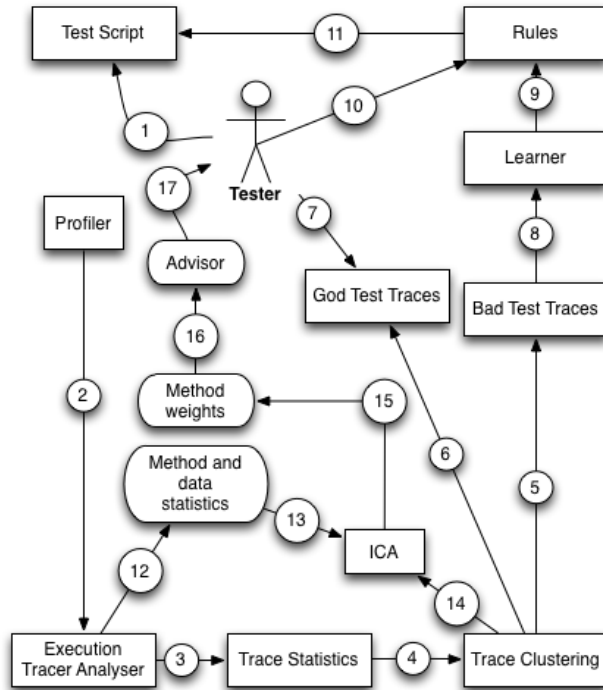 Test Script
11
Rules
1
10
9
Tester
17
Learner
7
Profiler
8
Advisor
God Test Traces
Bad Test Traces
16
2
Method
weights
15
Method and
data
statistics
6
5
13
ICA
12
14
Execution
Tracer Analyser
3
Trace Statistics
4
Trace Clustering